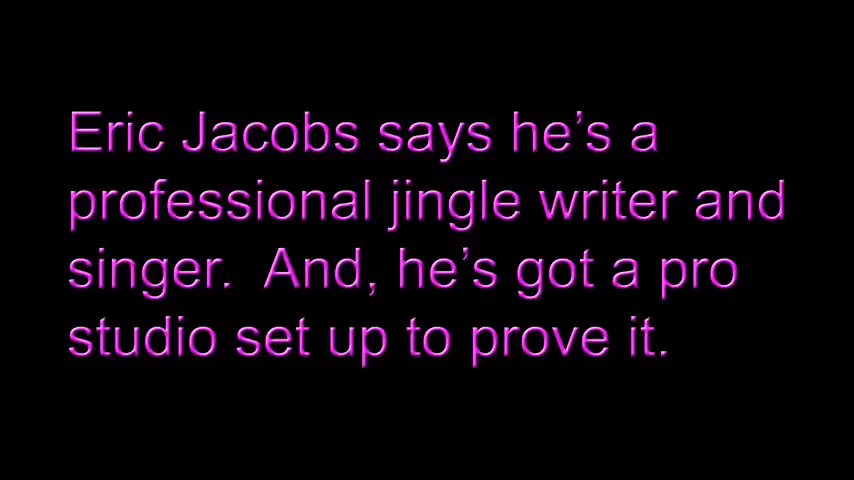 Eric Jacobs says he’s a
professional jingle writer and
singer.  And, he’s got a pro
studio set up to prove it.